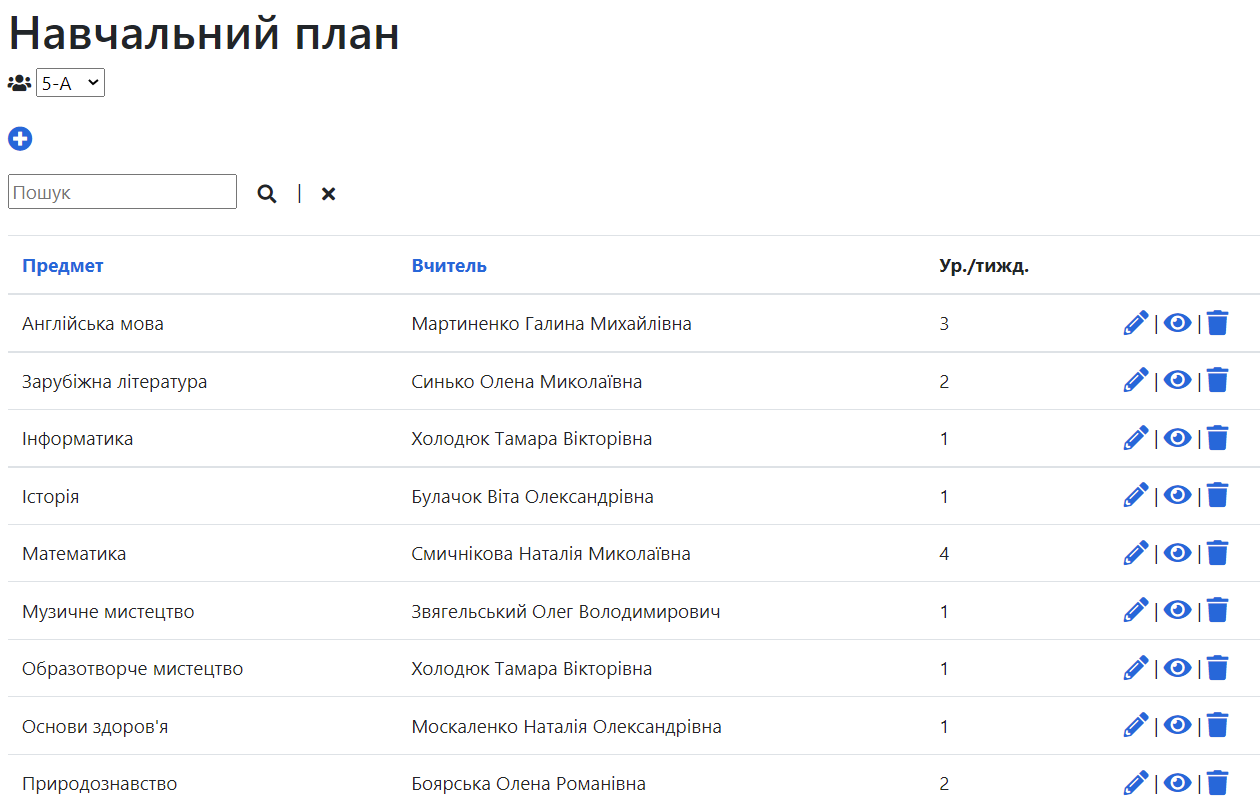 Навчальний план
5-А
Пошук |
Предмет Вчитель Ур./тижд.
Англійська мова Мартиненко Галина Михайлівна 3 | |
Зарубіжна література Синько Олена Миколаївна 2 | |
Інформатика Холодюк Тамара Вікторівна 1 | |
Історія Булачок Віта Олександрівна 1 | |
Математика Смичнікова Наталія Миколаївна 4 | |
Музичне мистецтво Звягельський Олег Володимирович 1 | |
Образотворче мистецтво Холодюк Тамара Вікторівна 1 | |
Основи здоров'я Москаленко Наталія Олександрівна 1 | |
Природознавство Боярська Олена Романівна 2 | |